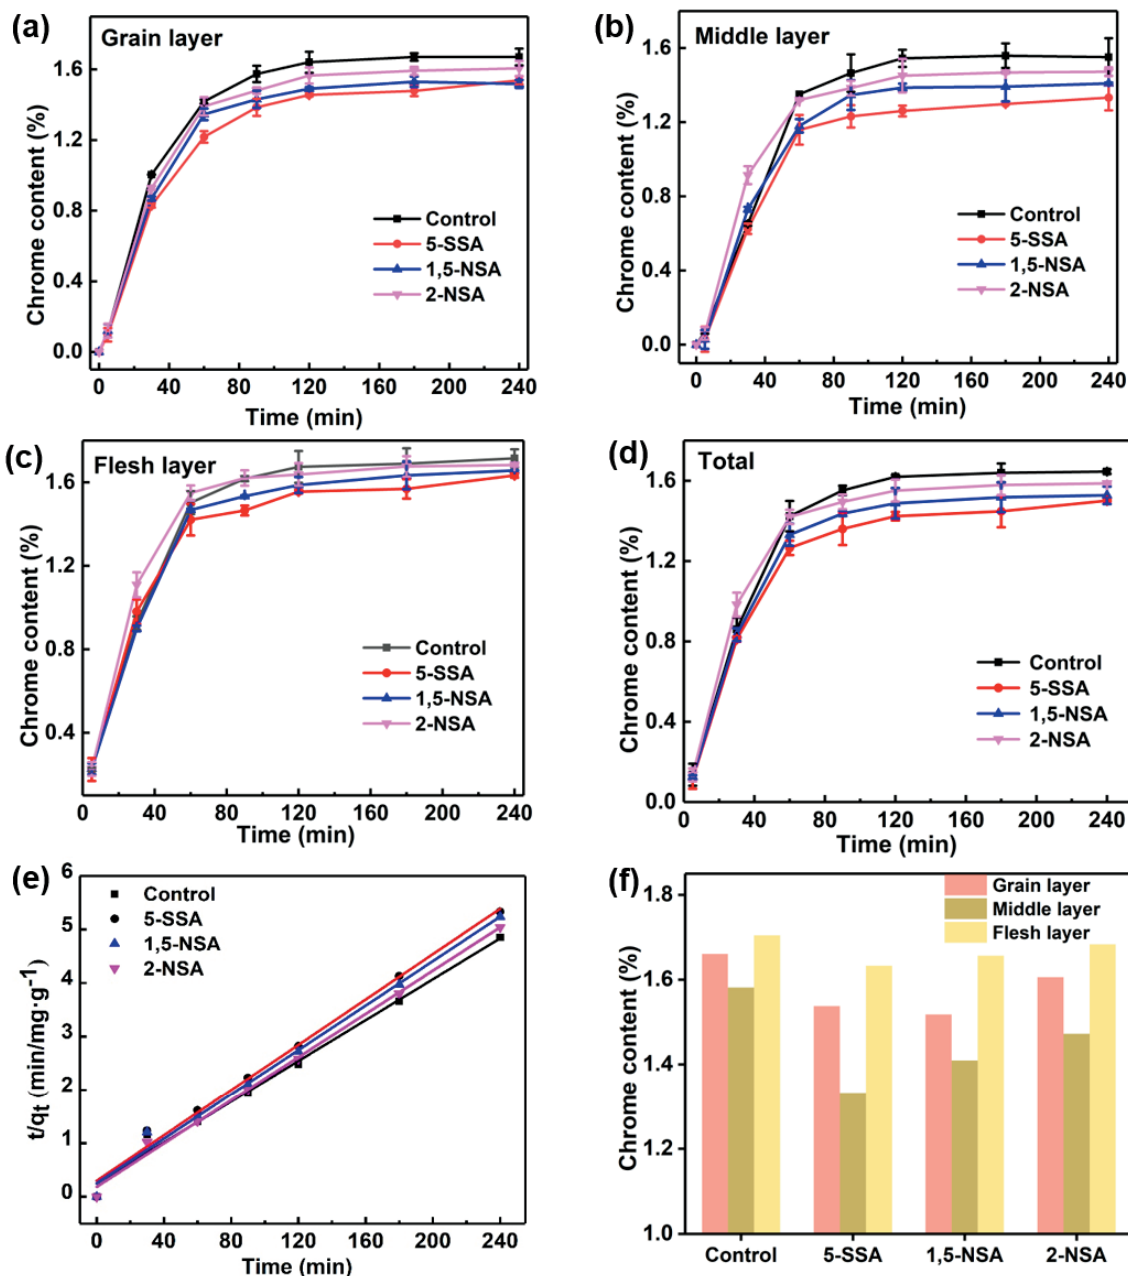 (a)
Grain layer
Chrome content (%)
1.6
1.2
0.8
0.4
0.0
Control
5-SSA
1,5-NSA
2-NSA
0 40 80 120 160 200 240
Time (min)
(b)
Middle layer
Chrome content (%)
1.6
1.2
0.8
0.4
0.0
Control
5-SSA
1,5-NSA
2-NSA
0 40 80 120 160 200 240
Time (min)
(c)
Flesh layer
Chrome content (%)
1.6
1.2
0.8
0.4
Control
5-SSA
1,5-NSA
2-NSA
0 40 80 120 160 200 240
Time (min)
(d)
Total
Chrome content (%)
1.6
1.2
0.8
0.4
0.0
Control
5-SSA
1,5-NSA
2-NSA
0 40 80 120 160 200 240
Time (min)
(e)
t/qt (min/mg·g-1)
6
5
4
3
2
1
0
Control
5-SSA
1,5-NSA
2-NSA
0 40 80 120 160 200 240
Time (min)
(f)
Chrome content (%)
1.8
1.6
1.4
1.2
1.0
Grain layer
Middle layer
Flesh layer
Control 5-SSA 1,5-NSA 2-NSA